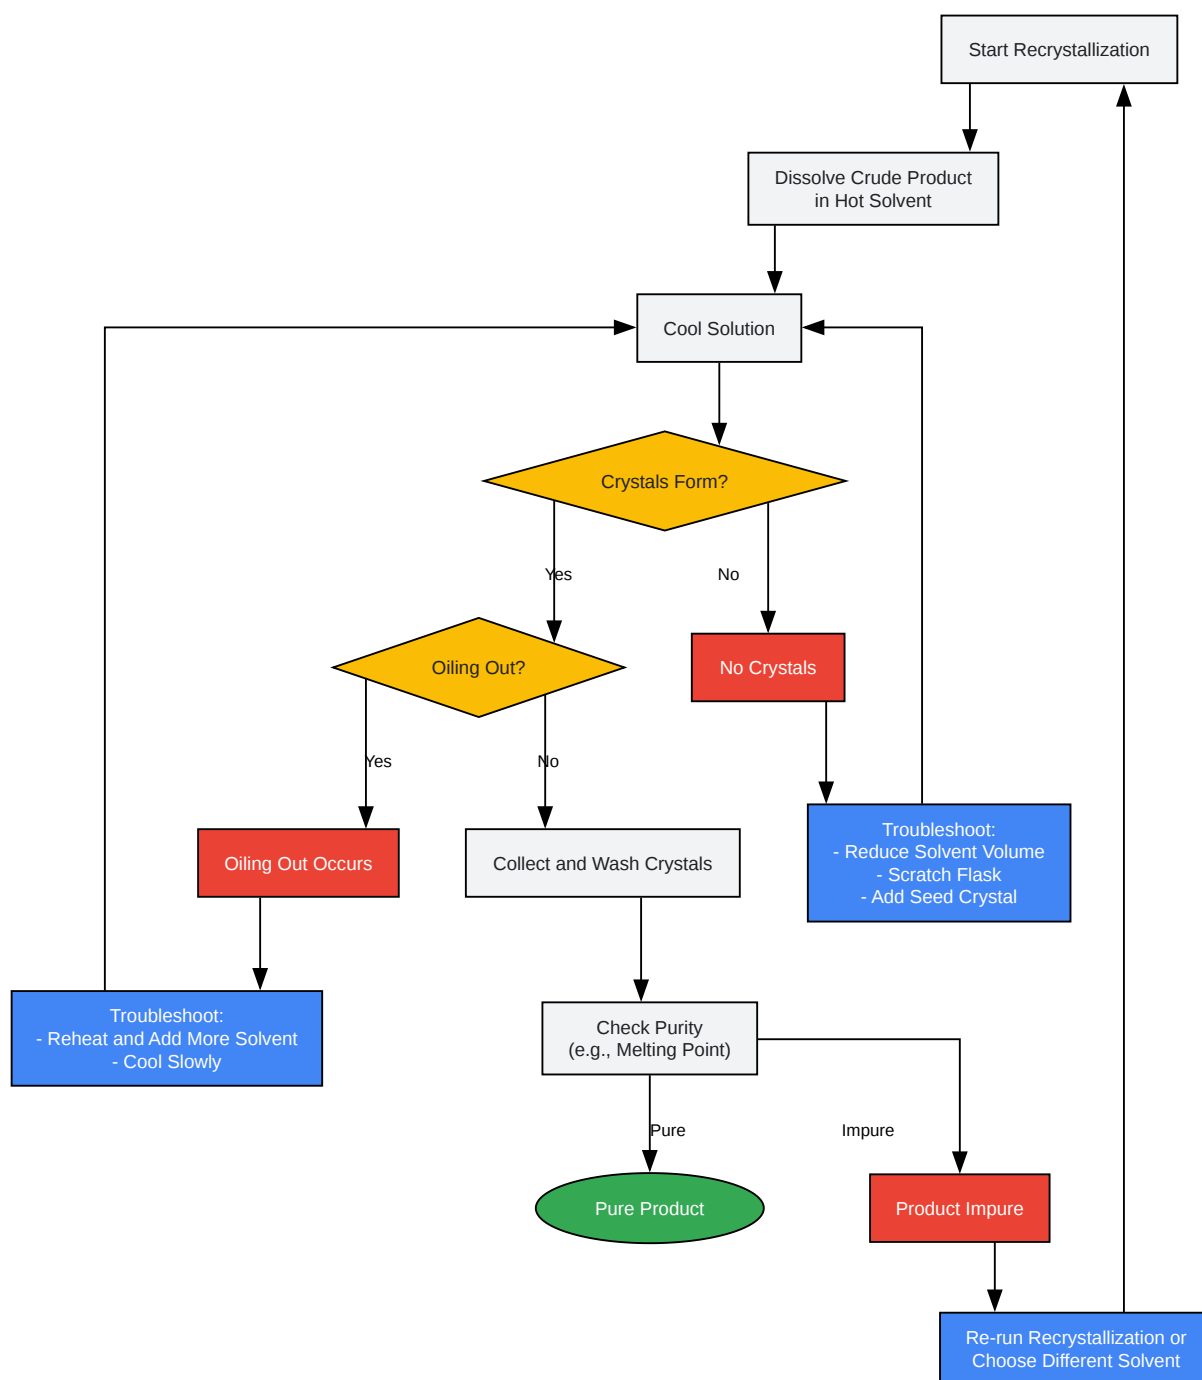 Start Recrystallization
Dissolve Crude Product
in Hot Solvent
Cool Solution
Crystals Form?
Yes
No
Oiling Out?
No Crystals
Yes
No
Oiling Out Occurs
Collect and Wash Crystals
Troubleshoot:
- Reduce Solvent Volume
- Scratch Flask
- Add Seed Crystal
Troubleshoot:
- Reheat and Add More Solvent
- Cool Slowly
Check Purity
(e.g., Melting Point)
Pure
Impure
Pure Product
Product Impure
Re-run Recrystallization or
Choose Different Solvent